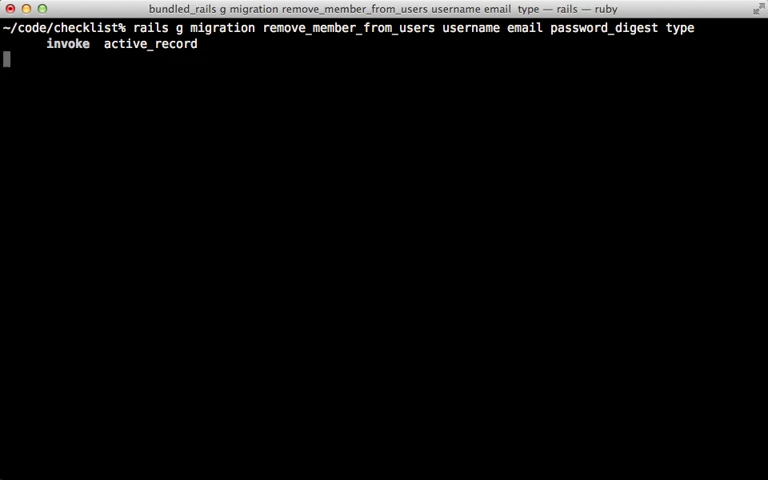 bundled_rails g migration remove_member_from_users username email  type — rails — ruby
~/code/checklist% rails g migration remove_member_from_users username email password_digest type
      invoke  active_record